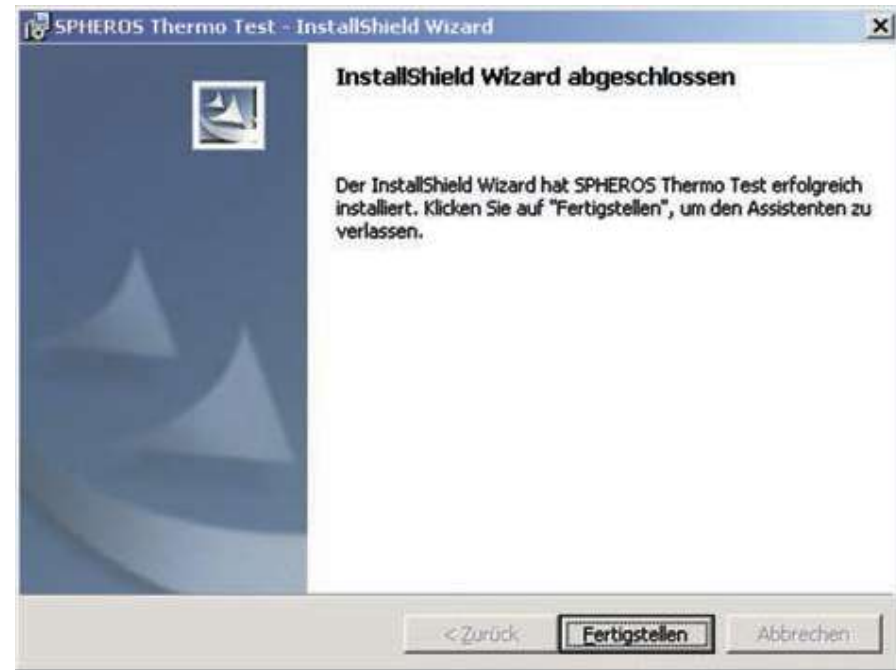 SPHEROS Thermo Test - InstallShield Wizard
InstallShield Wizard abgeschlossen
Der InstallShield Wizard hat SPHEROS Thermo Test erfolgreich
installiert. Klicken Sie auf "Fertigstellen", um den Assistenten zu
verlassen.
< Zurück
Fertigstellen
Abbrechen